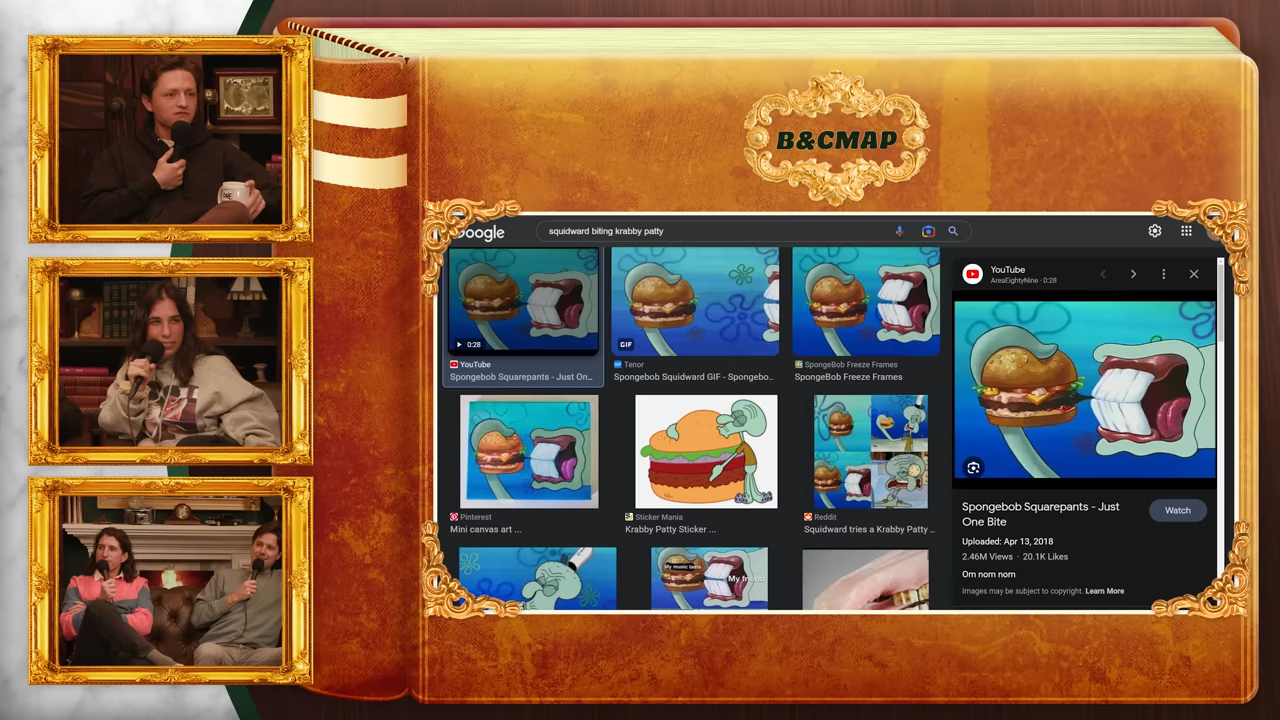 B&CMAP
oogle
squidward biting krabby patty
0:28
YouTube
Spongebob Squarepants - Just On...
GIF
Tenor
Spongebob Squidward GIF - Spongebo...
SpongeBob Freeze Frames
SpongeBob Freeze Frames
Pinterest
Mini canvas art ...
Sticker Mania
Krabby Patty Sticker ...
Reddit
Squidward tries a Krabby Patty ...
My music taste
My friend
YouTube
AreaEightyNine · 0:28
Spongebob Squarepants - Just
One Bite
Watch
Uploaded: Apr 13, 2018
2.46M Views · 20.1K Likes
Om nom nom
Images may be subject to copyright. Learn More